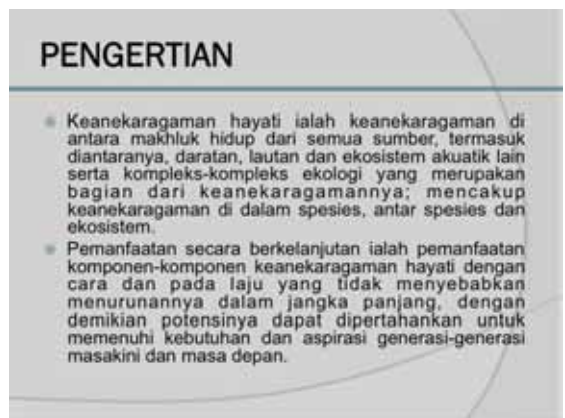 PENGERTIAN
Keanekaragaman hayati ialah keanekaragaman di
antara makhluk hidup dari semua sumber, termasuk
diantaranya, daratan, lautan dan ekosistem akuatik lain
serta kompleks-kompleks ekologi yang merupakan
bagian dari keanekaragamannya; mencakup
keanekaragaman di dalam spesies, antar spesies dan
ekosistem.
Pemanfaatan secara berkelanjutan ialah pemanfaatan
komponen-komponen keanekaragaman hayati dengan
cara dan pada laju yang tidak menyebabkan
menurunannya dalam jangka panjang, dengan
demikian potensinya dapat dipertahankan untuk
memenuhi kebutuhan dan aspirasi generasi-generasi
masakini dan masa depan.